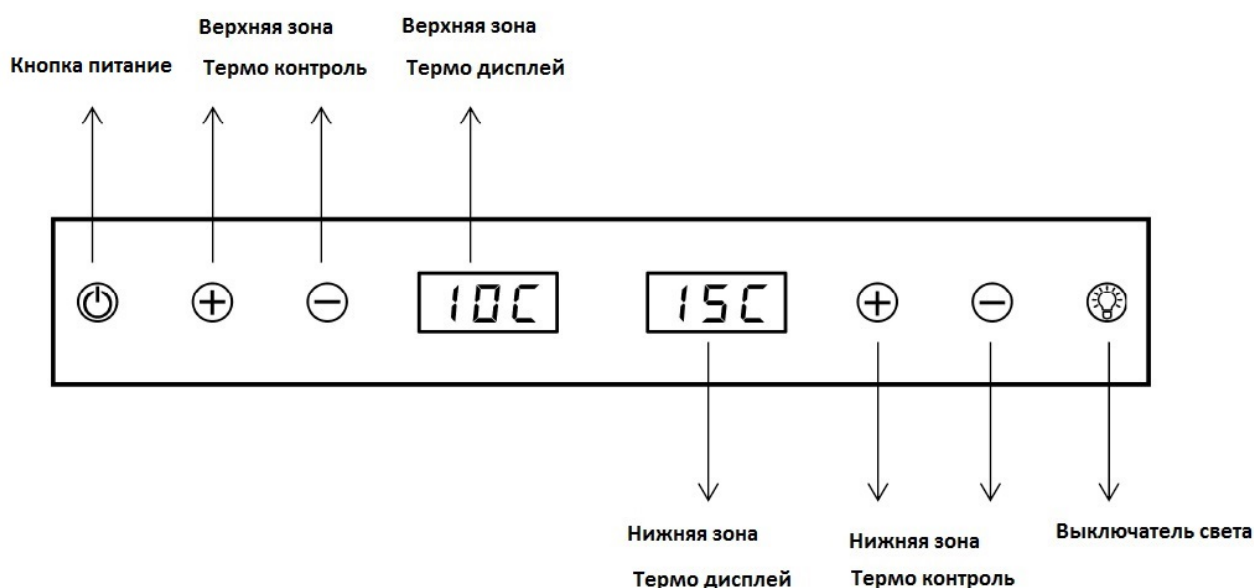 Верхняя зона
Термо контроль
Верхняя зона
Термо дисплей
Кнопка питание
10C
15C
Нижняя зона
Термо дисплей
Нижняя зона
Термо контроль
Выключатель света